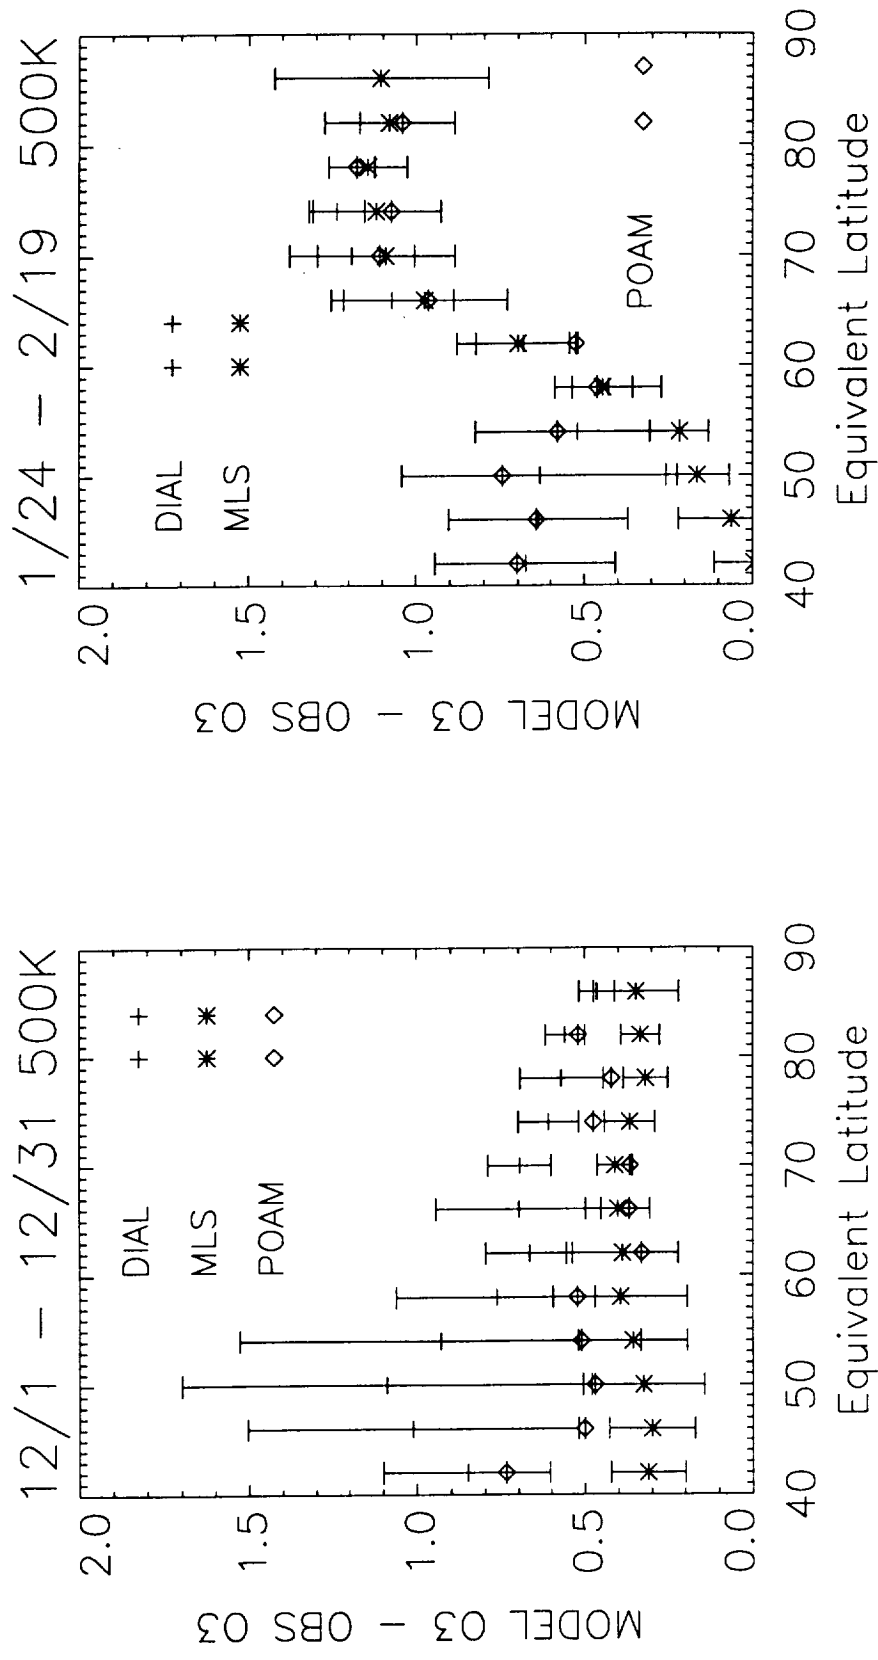 12/1 – 12/31 500K
DIAL + +
MLS * *
POAM ◇ ◇
2.0
1.5
1.0
0.5
0.0
MODEL O3 – OBS O3
40 50 60 70 80 90
Equivalent Latitude
1/24 – 2/19 500K
DIAL + +
MLS * *
POAM ◇ ◇
2.0
1.5
1.0
0.5
0.0
MODEL O3 – OBS O3
40 50 60 70 80 90
Equivalent Latitude